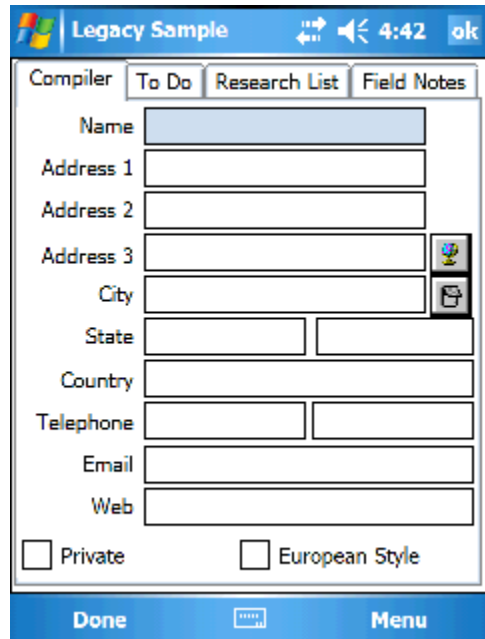 Legacy Sample 4:42 ok
Compiler To Do Research List Field Notes
Name
Address 1
Address 2
Address 3
City
State
Country
Telephone
Email
Web
Private European Style
Done Menu